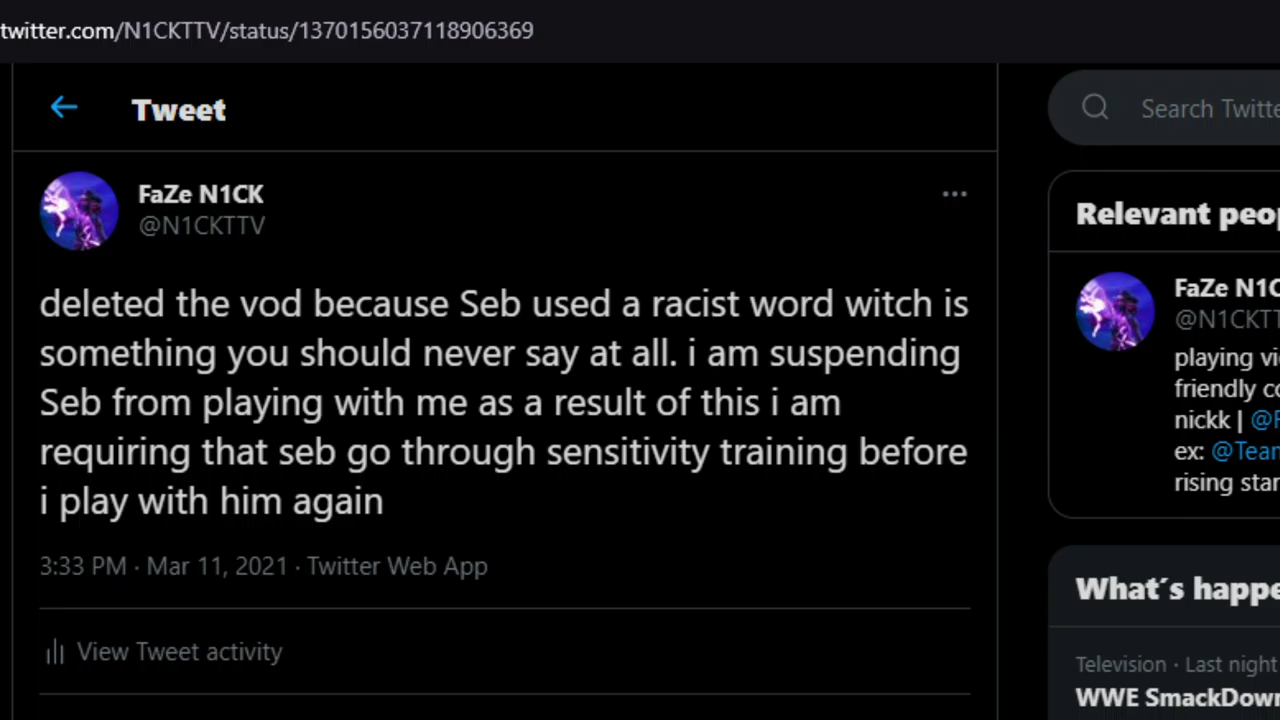 twitter.com/N1CKTTV/status/1370156037118906369
Tweet
Search Twitte
FaZe N1CK
@N1CKTTV
deleted the vod because Seb used a racist word witch is
something you should never say at all. i am suspending
Seb from playing with me as a result of this i am
requiring that seb go through sensitivity training before
i play with him again
3:33 PM · Mar 11, 2021 · Twitter Web App
View Tweet activity
Relevant peop
FaZe N1C
@N1CKTT
playing vi
friendly co
nickk | @F
ex: @Team
rising star
What's happe
Television · Last night
WWE SmackDown